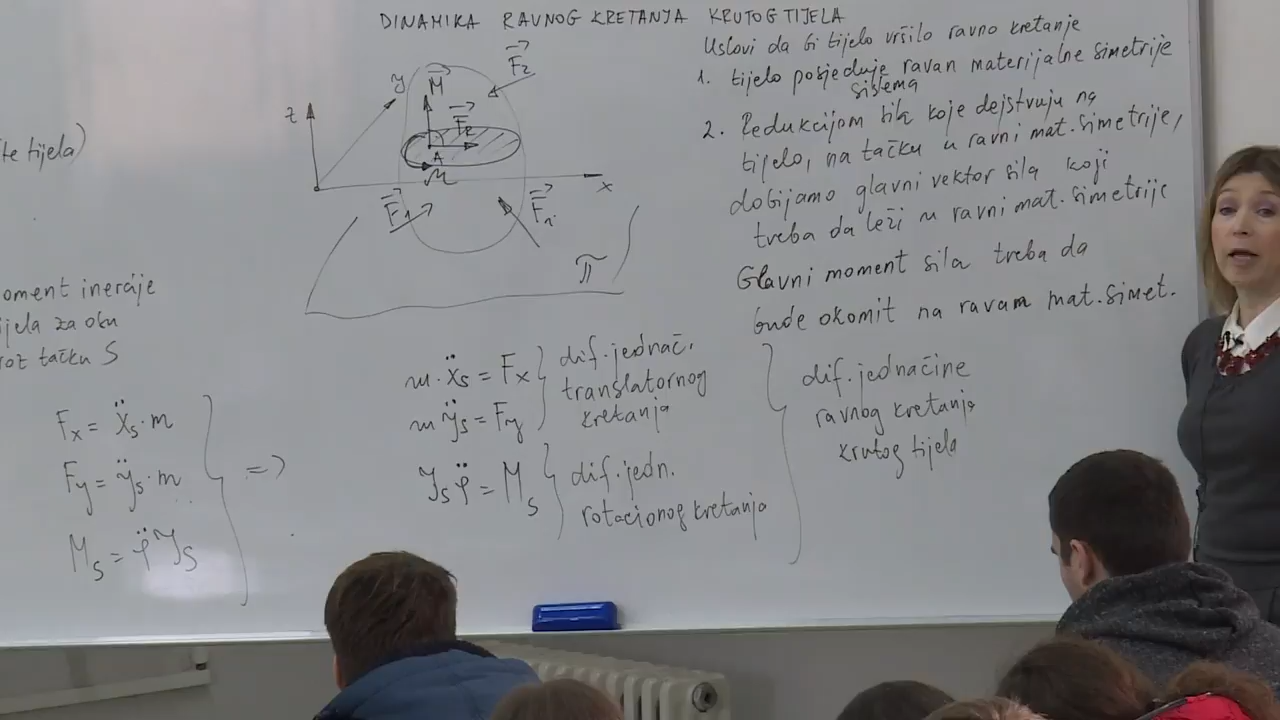 DINAMIKA RAVNOG KRETANJA KRUTOG TIJELA
te tijela)
oment inercije
ijela za osu
roz tačku S
Fx = ẍs·m
Fy = ÿs·m
Ms = φ̈ Js
=>
z
y
x
M
F2
FR
A
F1
Fi
π
m·ẍs = Fx
mÿs = Fy
dif. jednač.
translatornog
kretanja
Jsφ̈ = Ms
dif. jedn.
rotacionog kretanja
Uslovi da bi tijelo vršilo ravno kretanje
1. tijelo posjeduje ravan materijalne simetrije
sistema
2. Redukcijom sila koje dejstvuju na
tijelo, na tačku u ravni mat. simetrije,
dobijamo glavni vektor sila koji
treba da leži u ravni mat. simetrije
Glavni moment sila treba da
bude okomit na ravan mat. simet.
dif. jednačine
ravnog kretanja
krutog tijela